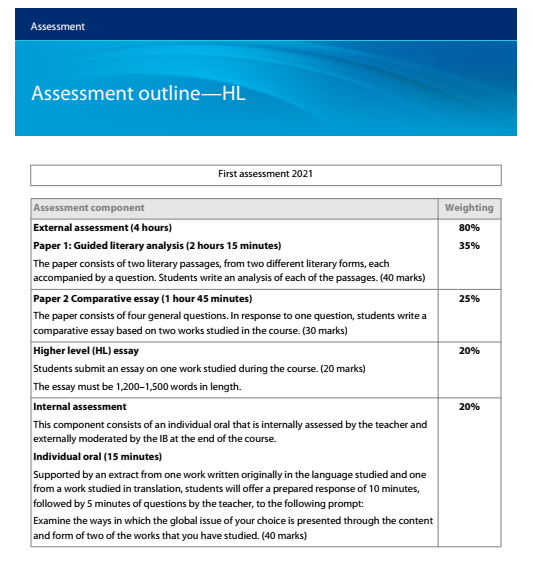 Assessment
Assessment outline—HL
First assessment 2021
Assessment component Weighting
External assessment (4 hours) 80%
Paper 1: Guided literary analysis (2 hours 15 minutes) 35%
The paper consists of two literary passages, from two different literary forms, each
accompanied by a question. Students write an analysis of each of the passages. (40 marks)
Paper 2 Comparative essay (1 hour 45 minutes) 25%
The paper consists of four general questions. In response to one question, students write a
comparative essay based on two works studied in the course. (30 marks)
Higher level (HL) essay 20%
Students submit an essay on one work studied during the course. (20 marks)
The essay must be 1,200–1,500 words in length.
Internal assessment 20%
This component consists of an individual oral that is internally assessed by the teacher and
externally moderated by the IB at the end of the course.
Individual oral (15 minutes)
Supported by an extract from one work written originally in the language studied and one
from a work studied in translation, students will offer a prepared response of 10 minutes,
followed by 5 minutes of questions by the teacher, to the following prompt:
Examine the ways in which the global issue of your choice is presented through the content
and form of two of the works that you have studied. (40 marks)